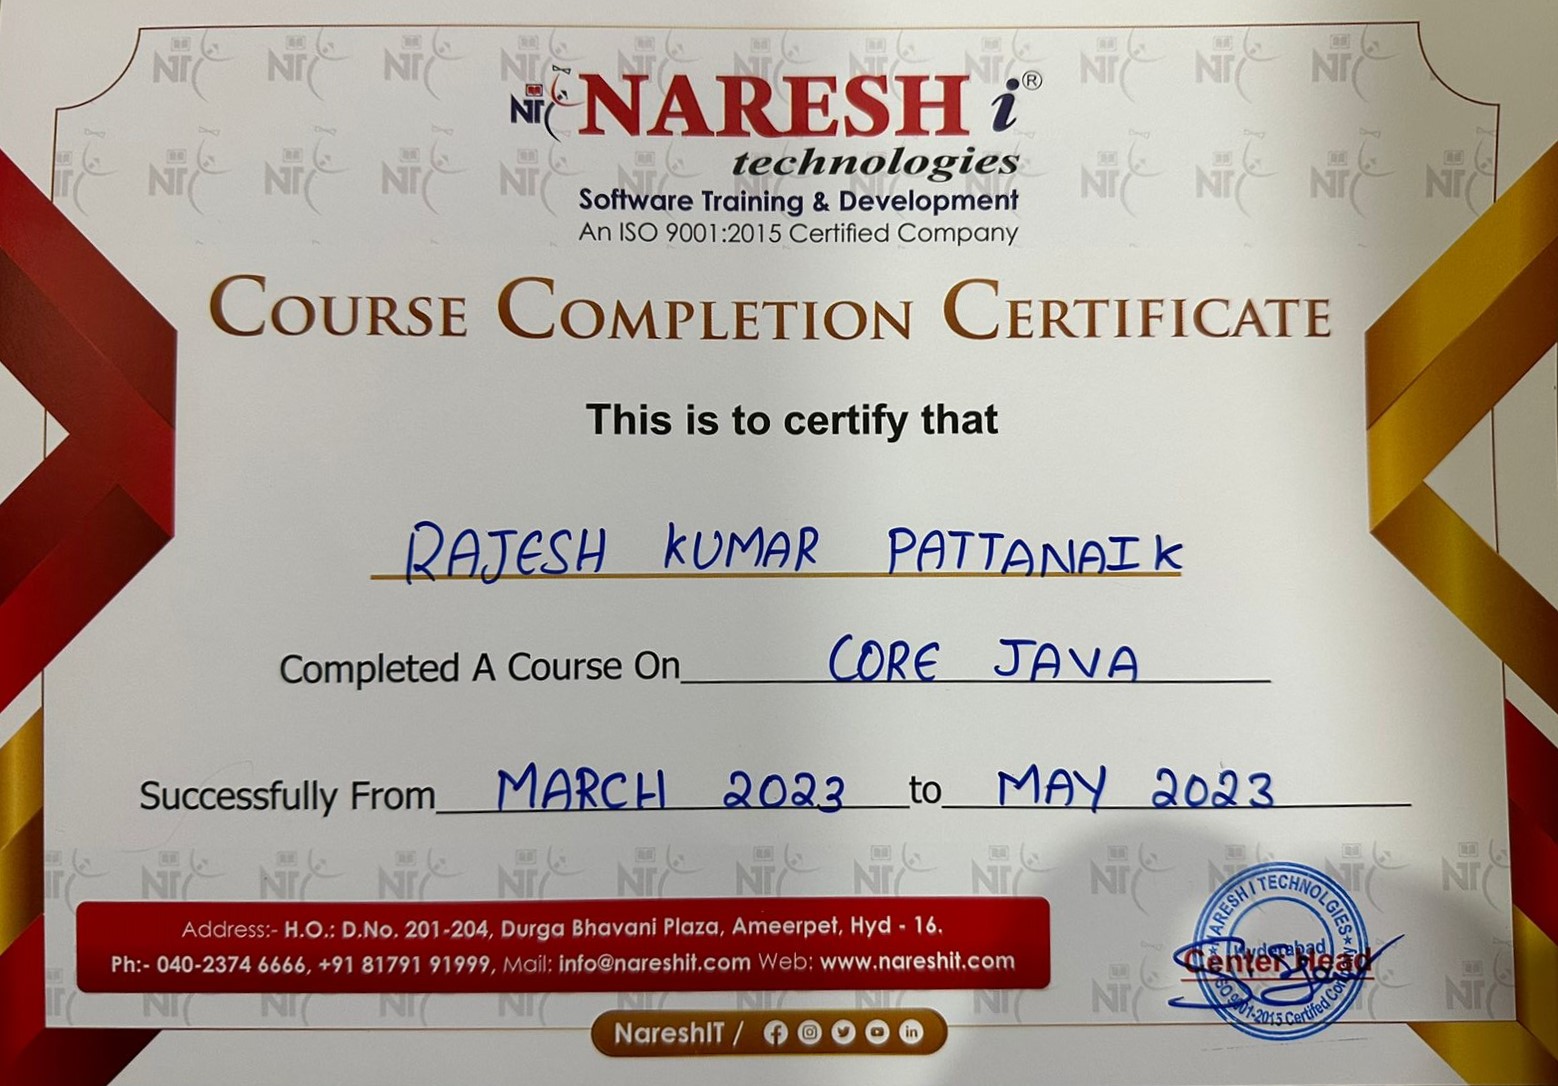 NARESH i®
technologies
Software Training & Development
An ISO 9001:2015 Certified Company
COURSE COMPLETION CERTIFICATE
This is to certify that
RAJESH KUMAR PATTANAIK
Completed A Course On CORE JAVA
Successfully From MARCH 2023 to MAY 2023
Address:- H.O.: D.No. 201-204, Durga Bhavani Plaza, Ameerpet, Hyd - 16.
Ph:- 040-2374 6666, +91 81791 91999, Mail: info@nareshit.com Web: www.nareshit.com
NARESH I TECHNOLGIES
Hyderabad
Center Head
ISO 9001-2015 Certifed Company
NareshIT /